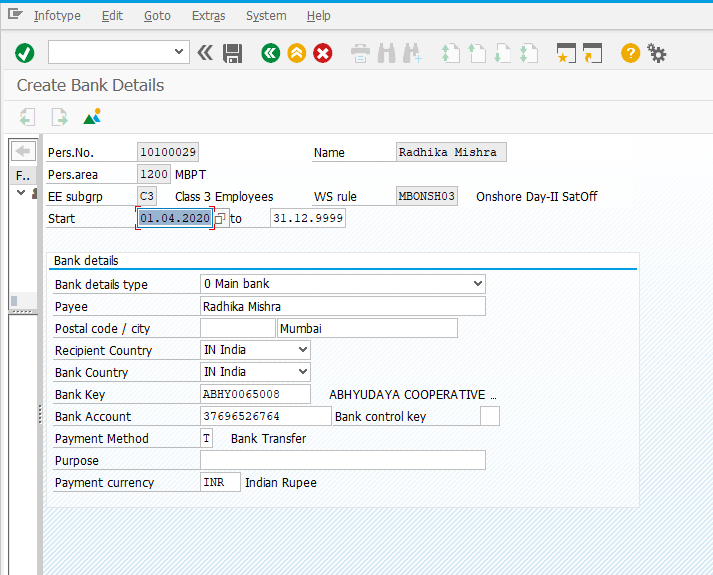 Infotype Edit Goto Extras System Help
Create Bank Details
Pers.No. 10100029 Name Radhika Mishra
Pers.area 1200 MBPT
F..
EE subgrp C3 Class 3 Employees WS rule MBONSH03 Onshore Day-II SatOff
Start 01.04.2020 to 31.12.9999
Bank details
Bank details type 0 Main bank
Payee Radhika Mishra
Postal code / city Mumbai
Recipient Country IN India
Bank Country IN India
Bank Key ABHY0065008 ABHYUDAYA COOPERATIVE ...
Bank Account 37696526764 Bank control key
Payment Method T Bank Transfer
Purpose
Payment currency INR Indian Rupee